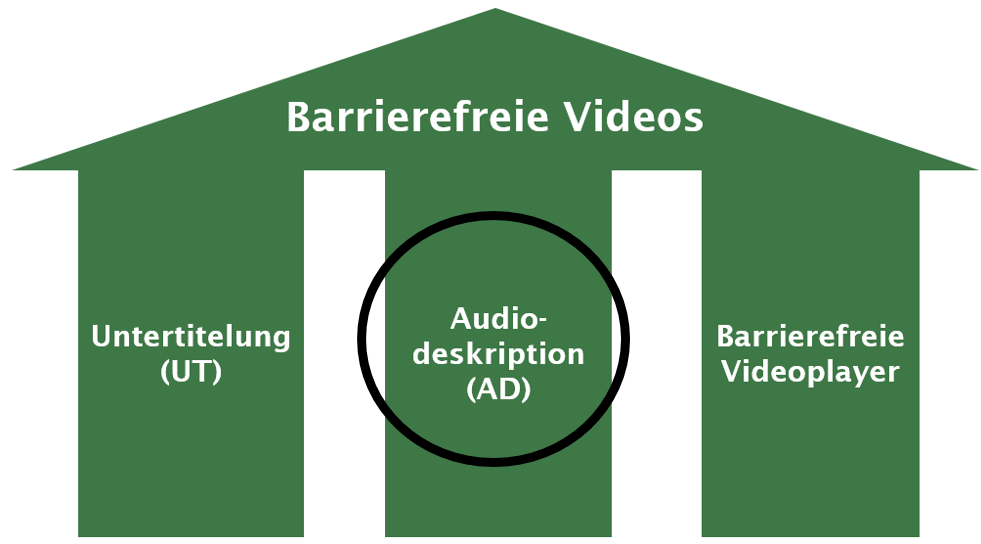 Barrierefreie Videos
Untertitelung
(UT)
Audio-
deskription
(AD)
Barrierefreie
Videoplayer